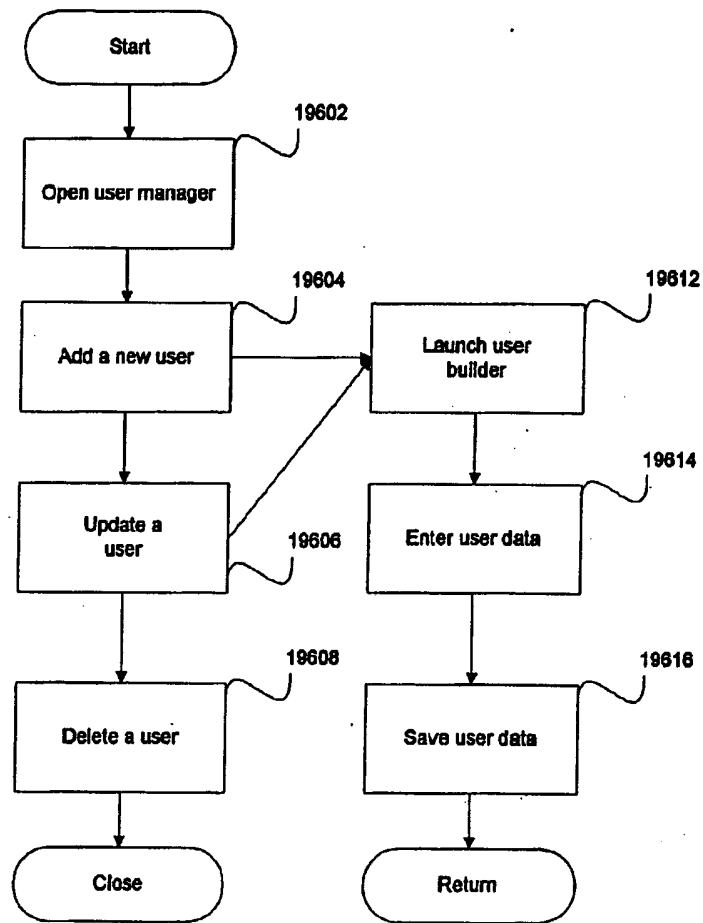 Start
19602
Open user manager
19604
Add a new user
19612
Launch user
builder
Update a
user
19606
19614
Enter user data
19608
Delete a user
19616
Save user data
Close
Return